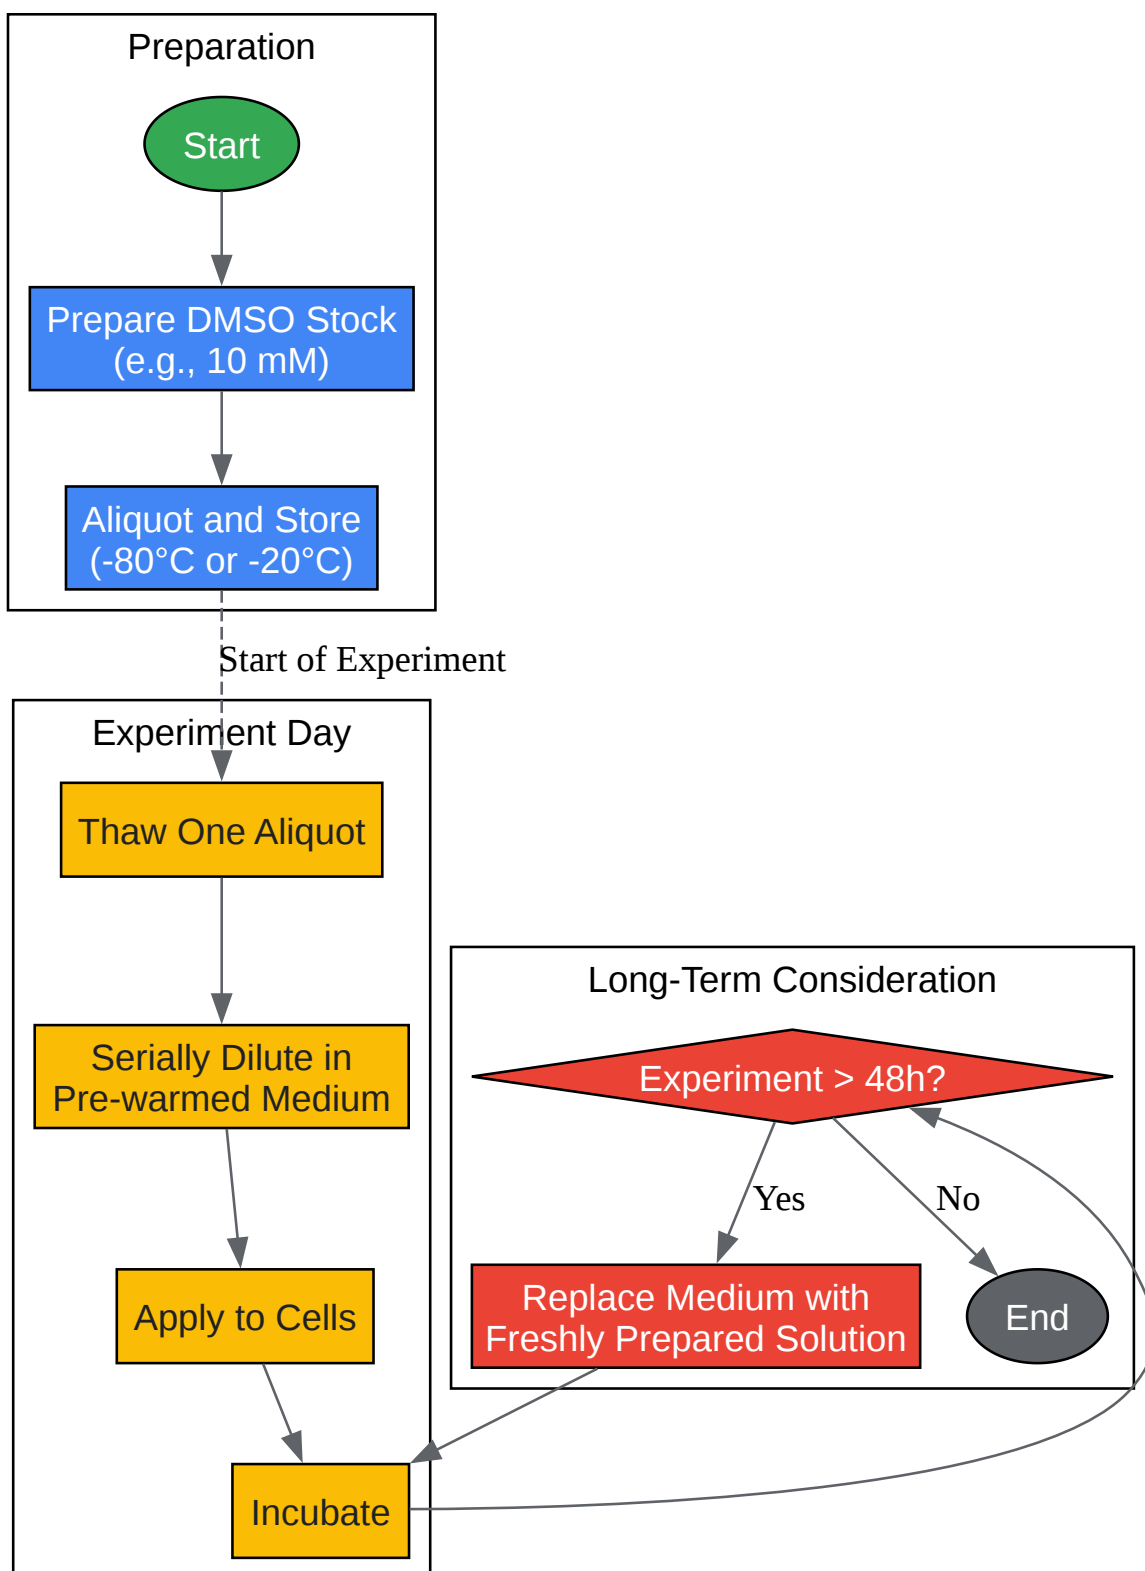 Preparation
Start
Prepare DMSO Stock
(e.g., 10 mM)
Aliquot and Store
(-80°C or -20°C)
Start of Experiment
Experiment Day
Thaw One Aliquot
Serially Dilute in
Pre-warmed Medium
Apply to Cells
Incubate
Long-Term Consideration
Experiment > 48h?
Yes
No
Replace Medium with
Freshly Prepared Solution
End